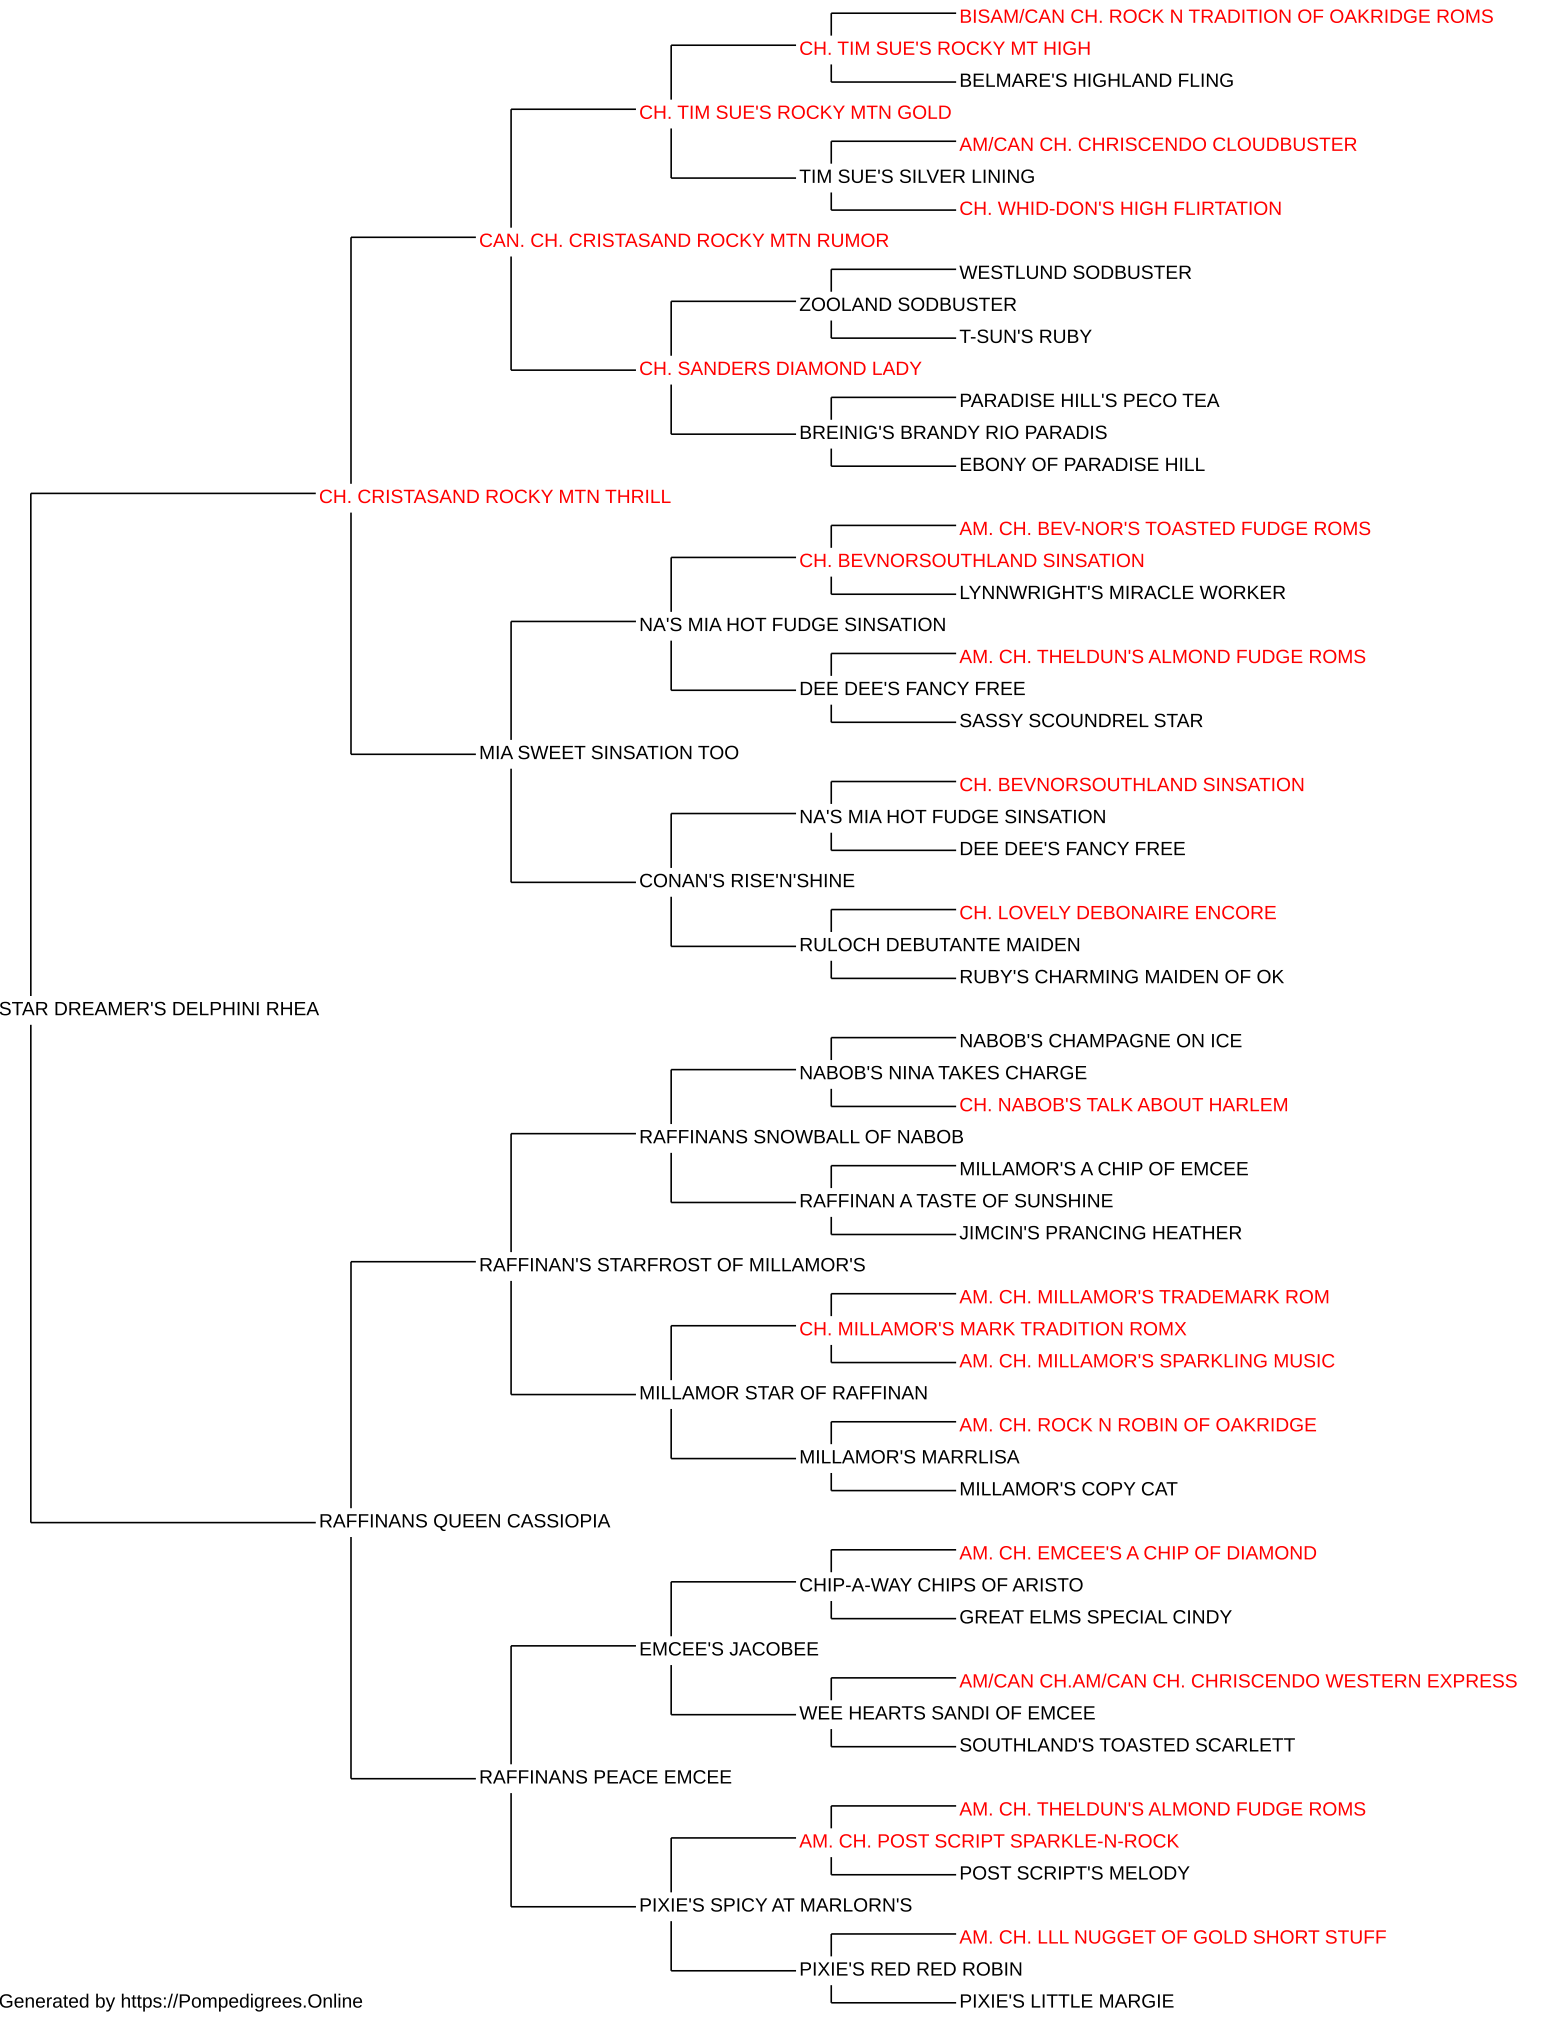 BISAM/CAN CH. ROCK N TRADITION OF OAKRIDGE ROMS
CH. TIM SUE'S ROCKY MT HIGH
BELMARE'S HIGHLAND FLING
CH. TIM SUE'S ROCKY MTN GOLD
AM/CAN CH. CHRISCENDO CLOUDBUSTER
TIM SUE'S SILVER LINING
CH. WHID-DON'S HIGH FLIRTATION
CAN. CH. CRISTASAND ROCKY MTN RUMOR
WESTLUND SODBUSTER
ZOOLAND SODBUSTER
T-SUN'S RUBY
CH. SANDERS DIAMOND LADY
PARADISE HILL'S PECO TEA
BREINIG'S BRANDY RIO PARADIS
EBONY OF PARADISE HILL
CH. CRISTASAND ROCKY MTN THRILL
AM. CH. BEV-NOR'S TOASTED FUDGE ROMS
CH. BEVNORSOUTHLAND SINSATION
LYNNWRIGHT'S MIRACLE WORKER
NA'S MIA HOT FUDGE SINSATION
AM. CH. THELDUN'S ALMOND FUDGE ROMS
DEE DEE'S FANCY FREE
SASSY SCOUNDREL STAR
MIA SWEET SINSATION TOO
CH. BEVNORSOUTHLAND SINSATION
NA'S MIA HOT FUDGE SINSATION
DEE DEE'S FANCY FREE
CONAN'S RISE'N'SHINE
CH. LOVELY DEBONAIRE ENCORE
RULOCH DEBUTANTE MAIDEN
RUBY'S CHARMING MAIDEN OF OK
STAR DREAMER'S DELPHINI RHEA
NABOB'S CHAMPAGNE ON ICE
NABOB'S NINA TAKES CHARGE
CH. NABOB'S TALK ABOUT HARLEM
RAFFINANS SNOWBALL OF NABOB
MILLAMOR'S A CHIP OF EMCEE
RAFFINAN A TASTE OF SUNSHINE
JIMCIN'S PRANCING HEATHER
RAFFINAN'S STARFROST OF MILLAMOR'S
AM. CH. MILLAMOR'S TRADEMARK ROM
CH. MILLAMOR'S MARK TRADITION ROMX
AM. CH. MILLAMOR'S SPARKLING MUSIC
MILLAMOR STAR OF RAFFINAN
AM. CH. ROCK N ROBIN OF OAKRIDGE
MILLAMOR'S MARRLISA
MILLAMOR'S COPY CAT
RAFFINANS QUEEN CASSIOPIA
AM. CH. EMCEE'S A CHIP OF DIAMOND
CHIP-A-WAY CHIPS OF ARISTO
GREAT ELMS SPECIAL CINDY
EMCEE'S JACOBEE
AM/CAN CH.AM/CAN CH. CHRISCENDO WESTERN EXPRESS
WEE HEARTS SANDI OF EMCEE
SOUTHLAND'S TOASTED SCARLETT
RAFFINANS PEACE EMCEE
AM. CH. THELDUN'S ALMOND FUDGE ROMS
AM. CH. POST SCRIPT SPARKLE-N-ROCK
POST SCRIPT'S MELODY
PIXIE'S SPICY AT MARLORN'S
AM. CH. LLL NUGGET OF GOLD SHORT STUFF
PIXIE'S RED RED ROBIN
PIXIE'S LITTLE MARGIE
Generated by https://Pompedigrees.Online